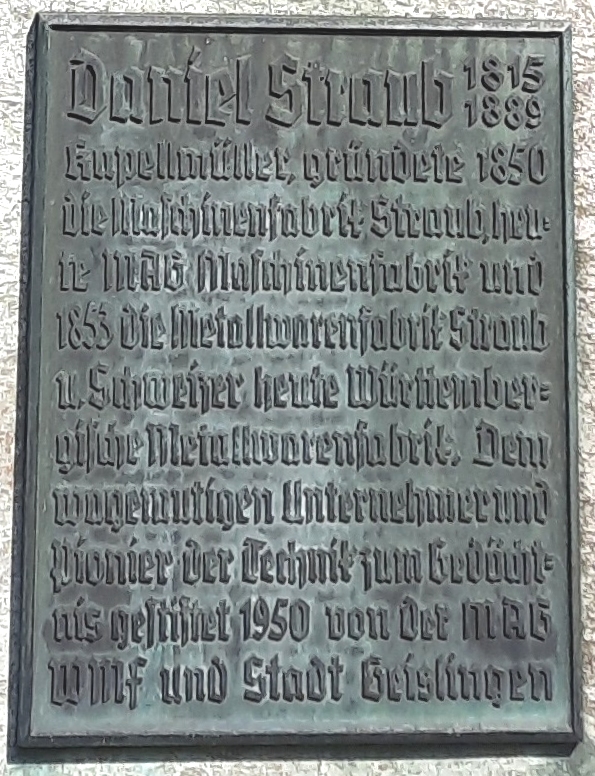 Daniel Straub 1815
1889
Kapellmüller, gründete 1850
die Maschinenfabrik Straub, heu-
te MAG Maschinenfabrik und
1853 die Metallwarenfabrik Straub
u. Schweizer heute Württember-
gische Metallwarenfabrik. Dem
wagemutigen Unternehmer und
Pionier der Technik zum Gedächt-
nis gestiftet 1950 von der MAG
WMF und Stadt Geislingen